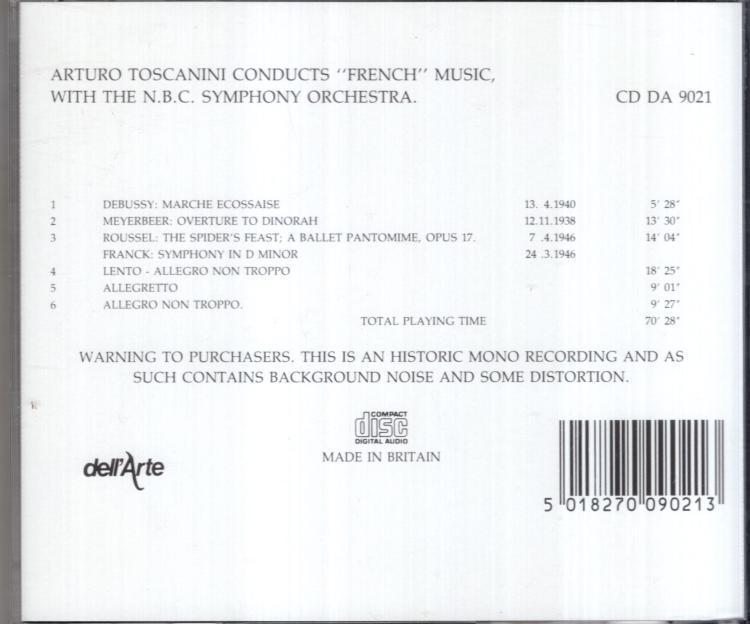 ARTURO TOSCANINI CONDUCTS "FRENCH" MUSIC,
WITH THE N.B.C. SYMPHONY ORCHESTRA. CD DA 9021
1 DEBUSSY: MARCHE ECOSSAISE 13. 4.1940 5' 28"
2 MEYERBEER: OVERTURE TO DINORAH 12.11.1938 13' 30"
3 ROUSSEL: THE SPIDER'S FEAST; A BALLET PANTOMIME, OPUS 17. 7 .4.1946 14' 04"
FRANCK: SYMPHONY IN D MINOR 24 .3.1946
4 LENTO - ALLEGRO NON TROPPO 18' 25"
5 ALLEGRETTO 9' 01"
6 ALLEGRO NON TROPPO. 9' 27"
TOTAL PLAYING TIME 70' 28"
WARNING TO PURCHASERS. THIS IS AN HISTORIC MONO RECORDING AND AS
SUCH CONTAINS BACKGROUND NOISE AND SOME DISTORTION.
COMPACT
disc
DIGITAL AUDIO
MADE IN BRITAIN
dell'Arte
5 018270 090213